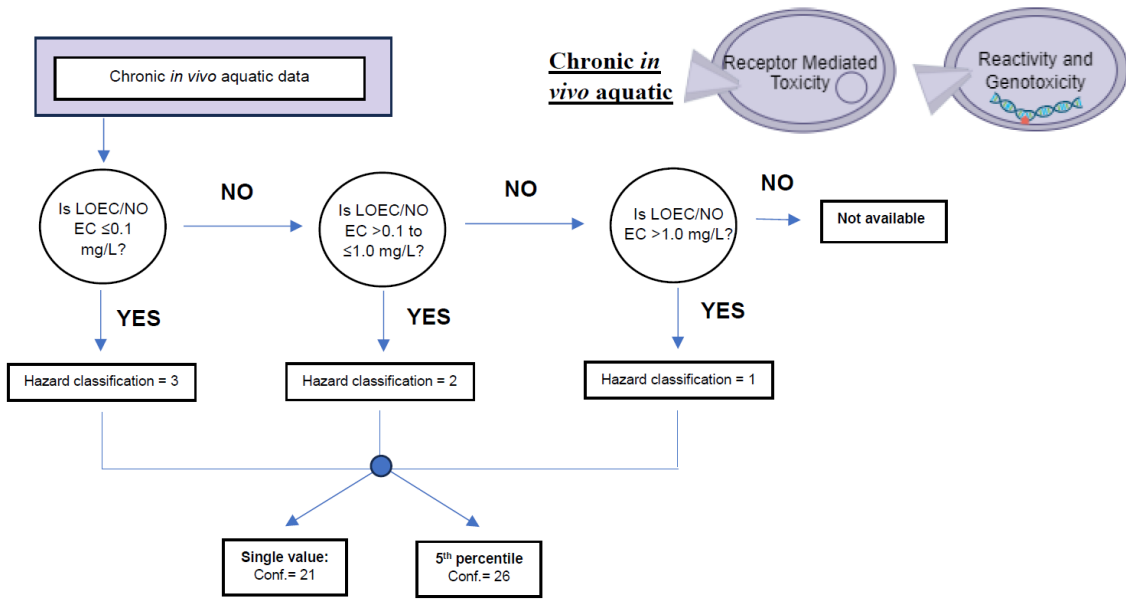 Chronic in vivo aquatic data
Chronic in
vivo aquatic
Receptor Mediated
Toxicity
Reactivity and
Genotoxicity
Is LOEC/NO
EC ≤0.1
mg/L?
NO
Is LOEC/NO
EC >0.1 to
≤1.0 mg/L?
NO
Is LOEC/NO
EC >1.0 mg/L?
NO
Not available
YES
YES
YES
Hazard classification = 3
Hazard classification = 2
Hazard classification = 1
Single value:
Conf.= 21
5th percentile
Conf.= 26